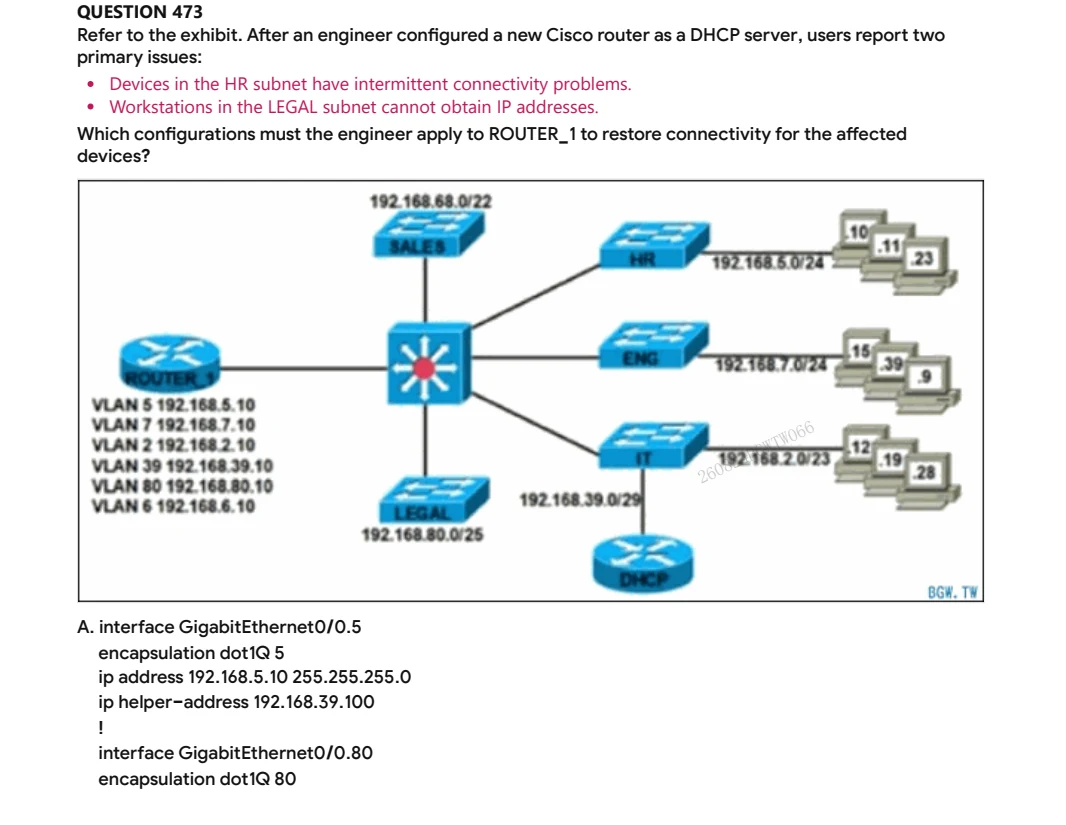 QUESTION 473
Refer to the exhibit. After an engineer configured a new Cisco router as a DHCP server, users report two
primary issues:
• Devices in the HR subnet have intermittent connectivity problems.
• Workstations in the LEGAL subnet cannot obtain IP addresses.
Which configurations must the engineer apply to ROUTER_1 to restore connectivity for the affected
devices?
192.168.68.0/22
SALES
HR
192.168.5.0/24
.10
.11
.23
ROUTER_1
ENG
192.168.7.0/24
.15
.39
.9
VLAN 5 192.168.5.10
VLAN 7 192.168.7.10
VLAN 2 192.168.2.10
VLAN 39 192.168.39.10
VLAN 80 192.168.80.10
VLAN 6 192.168.6.10
IT
192.168.2.0/23
.12
.19
.28
LEGAL
192.168.80.0/25
192.168.39.0/29
DHCP
BGW.TW
A. interface GigabitEthernet0/0.5
encapsulation dot1Q 5
ip address 192.168.5.10 255.255.255.0
ip helper-address 192.168.39.100
!
interface GigabitEthernet0/0.80
encapsulation dot1Q 80